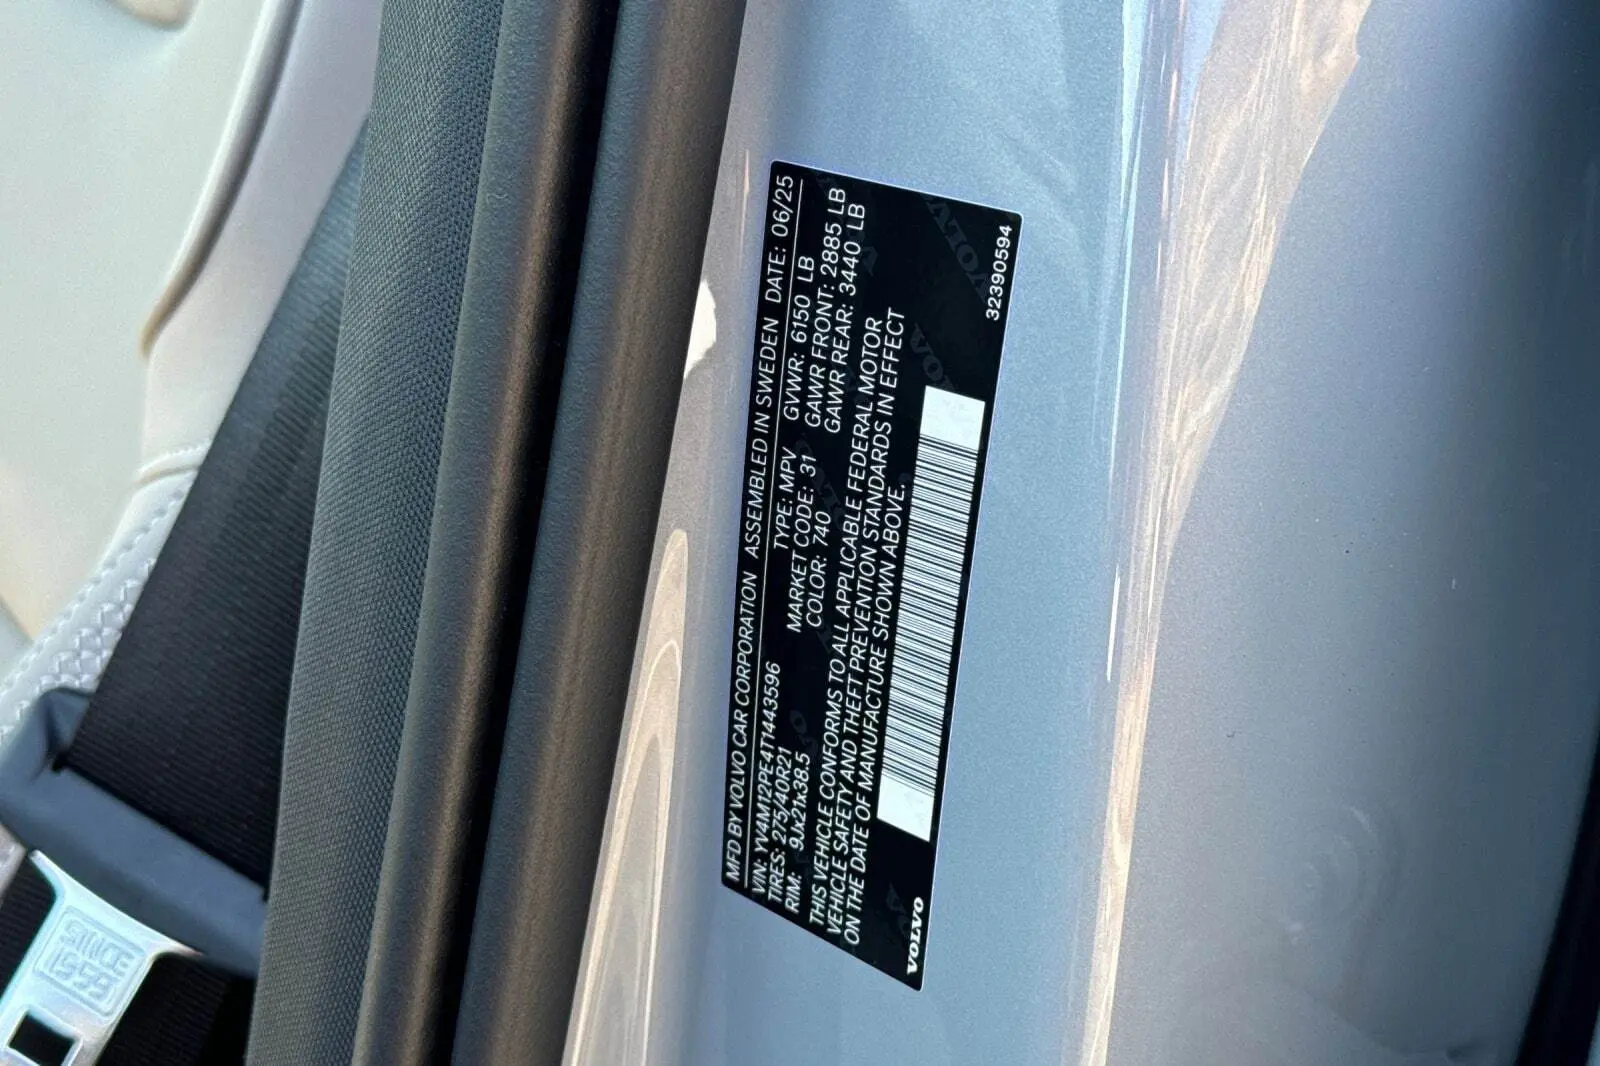 MFD BY VOLVO CAR CORPORATION ASSEMBLED IN SWEDEN DATE: 06/25
VIN: YV4M12PE4T1443596 TYPE: MPV GVWR: 6150 LB
TIRES: 275/40R21 MARKET CODE: 31 GAWR FRONT: 2885 LB
RIM: 9Jx21x38.5 COLOR: 740 GAWR REAR: 3440 LB
THIS VEHICLE CONFORMS TO ALL APPLICABLE FEDERAL MOTOR
VEHICLE SAFETY AND THEFT PREVENTION STANDARDS IN EFFECT
ON THE DATE OF MANUFACTURE SHOWN ABOVE.
VOLVO
32390594
SINCE
1959